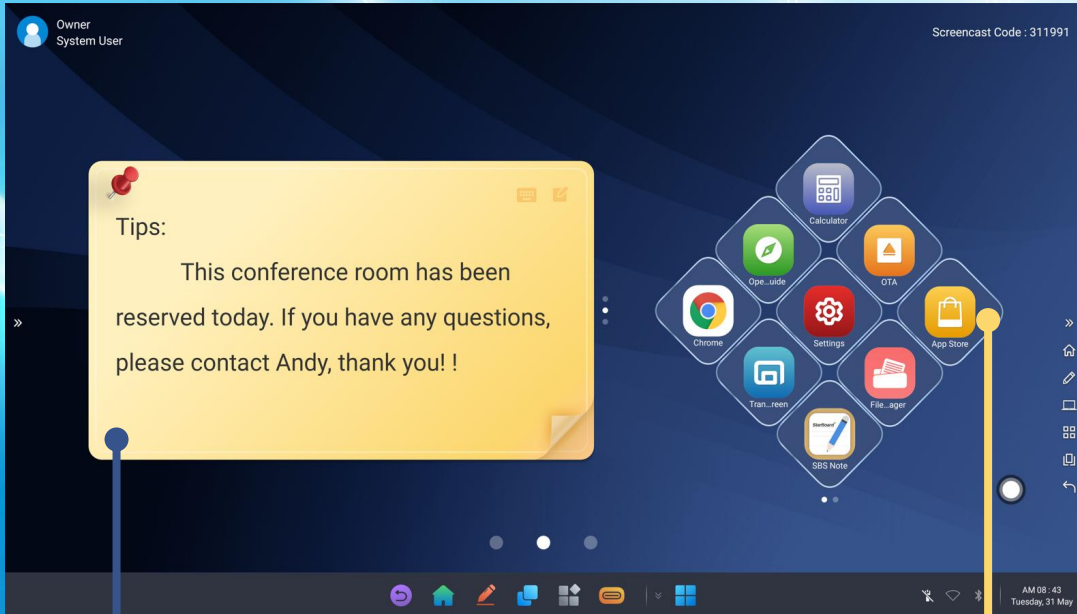 Owner
System User
Screencast Code : 311991
Tips:
This conference room has been
reserved today. If you have any questions,
please contact Andy, thank you! !
Calculator
Ope...uide
OTA
Chrome
Settings
App Store
Tran...reen
File...ager
StarBoard
SBS Note
AM 08 : 43
Tuesday, 31 May